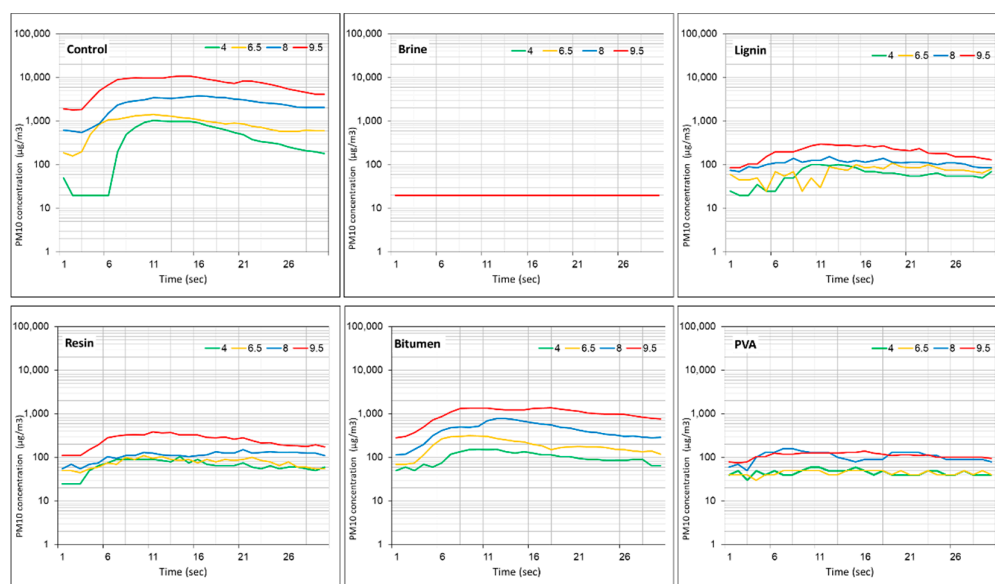 100,000
Control
4 6.5 8 9.5
10,000
1,000
100
10
1
PM10 concentration (µg/m3)
1 6 11 16 21 26
Time (sec)
100,000
Brine
4 6.5 8 9.5
10,000
1,000
100
10
1
PM10 concentration (µg/m3)
1 6 11 16 21 26
Time (sec)
100,000
Lignin
4 6.5 8 9.5
10,000
1,000
100
10
1
PM10 concentration (µg/m3)
1 6 11 16 21 26
Time (sec)
100,000
Resin
4 6.5 8 9.5
10,000
1,000
100
10
1
PM10 concentration (µg/m3)
1 6 11 16 21 26
Time (sec)
100,000
Bitumen
4 6.5 8 9.5
10,000
1,000
100
10
1
PM10 concentration (µg/m3)
1 6 11 16 21 26
Time (sec)
100,000
PVA
4 6.5 8 9.5
10,000
1,000
100
10
1
PM10 concentration (µg/m3)
1 6 11 16 21 26
Time (sec)